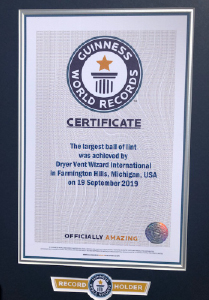 GUINNESS
WORLD RECORDS
CERTIFICATE
The largest ball of lint
was achieved by
Dryer Vent Wizard International
in Farmington Hills, Michigan, USA
on 19 September 2019
OFFICIALLY AMAZING
RECORD HOLDER